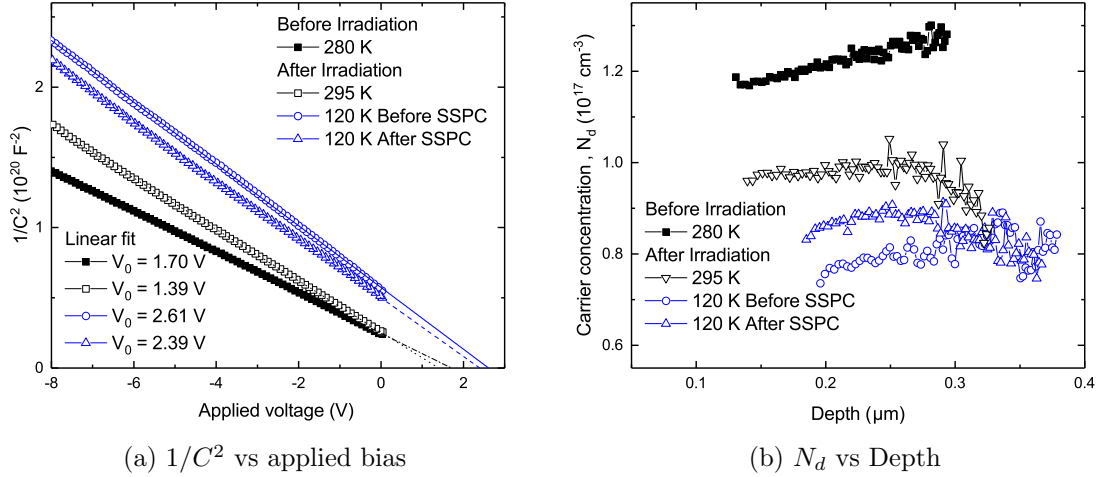 2
1
0
-8
-6
-4
-2
0
2
1/C² (10²⁰ F⁻²)
Applied voltage (V)
Before Irradiation
280 K
After Irradiation
295 K
120 K Before SSPC
120 K After SSPC
Linear fit
V₀ = 1.70 V
V₀ = 1.39 V
V₀ = 2.61 V
V₀ = 2.39 V
(a) 1/C² vs applied bias
1.2
1.0
0.8
0.6
0.1
0.2
0.3
0.4
Carrier concentration , N_d (10¹⁷ cm⁻³)
Depth (µm)
Before Irradiation
280 K
After Irradiation
295 K
120 K Before SSPC
120 K After SSPC
(b) N_d vs Depth